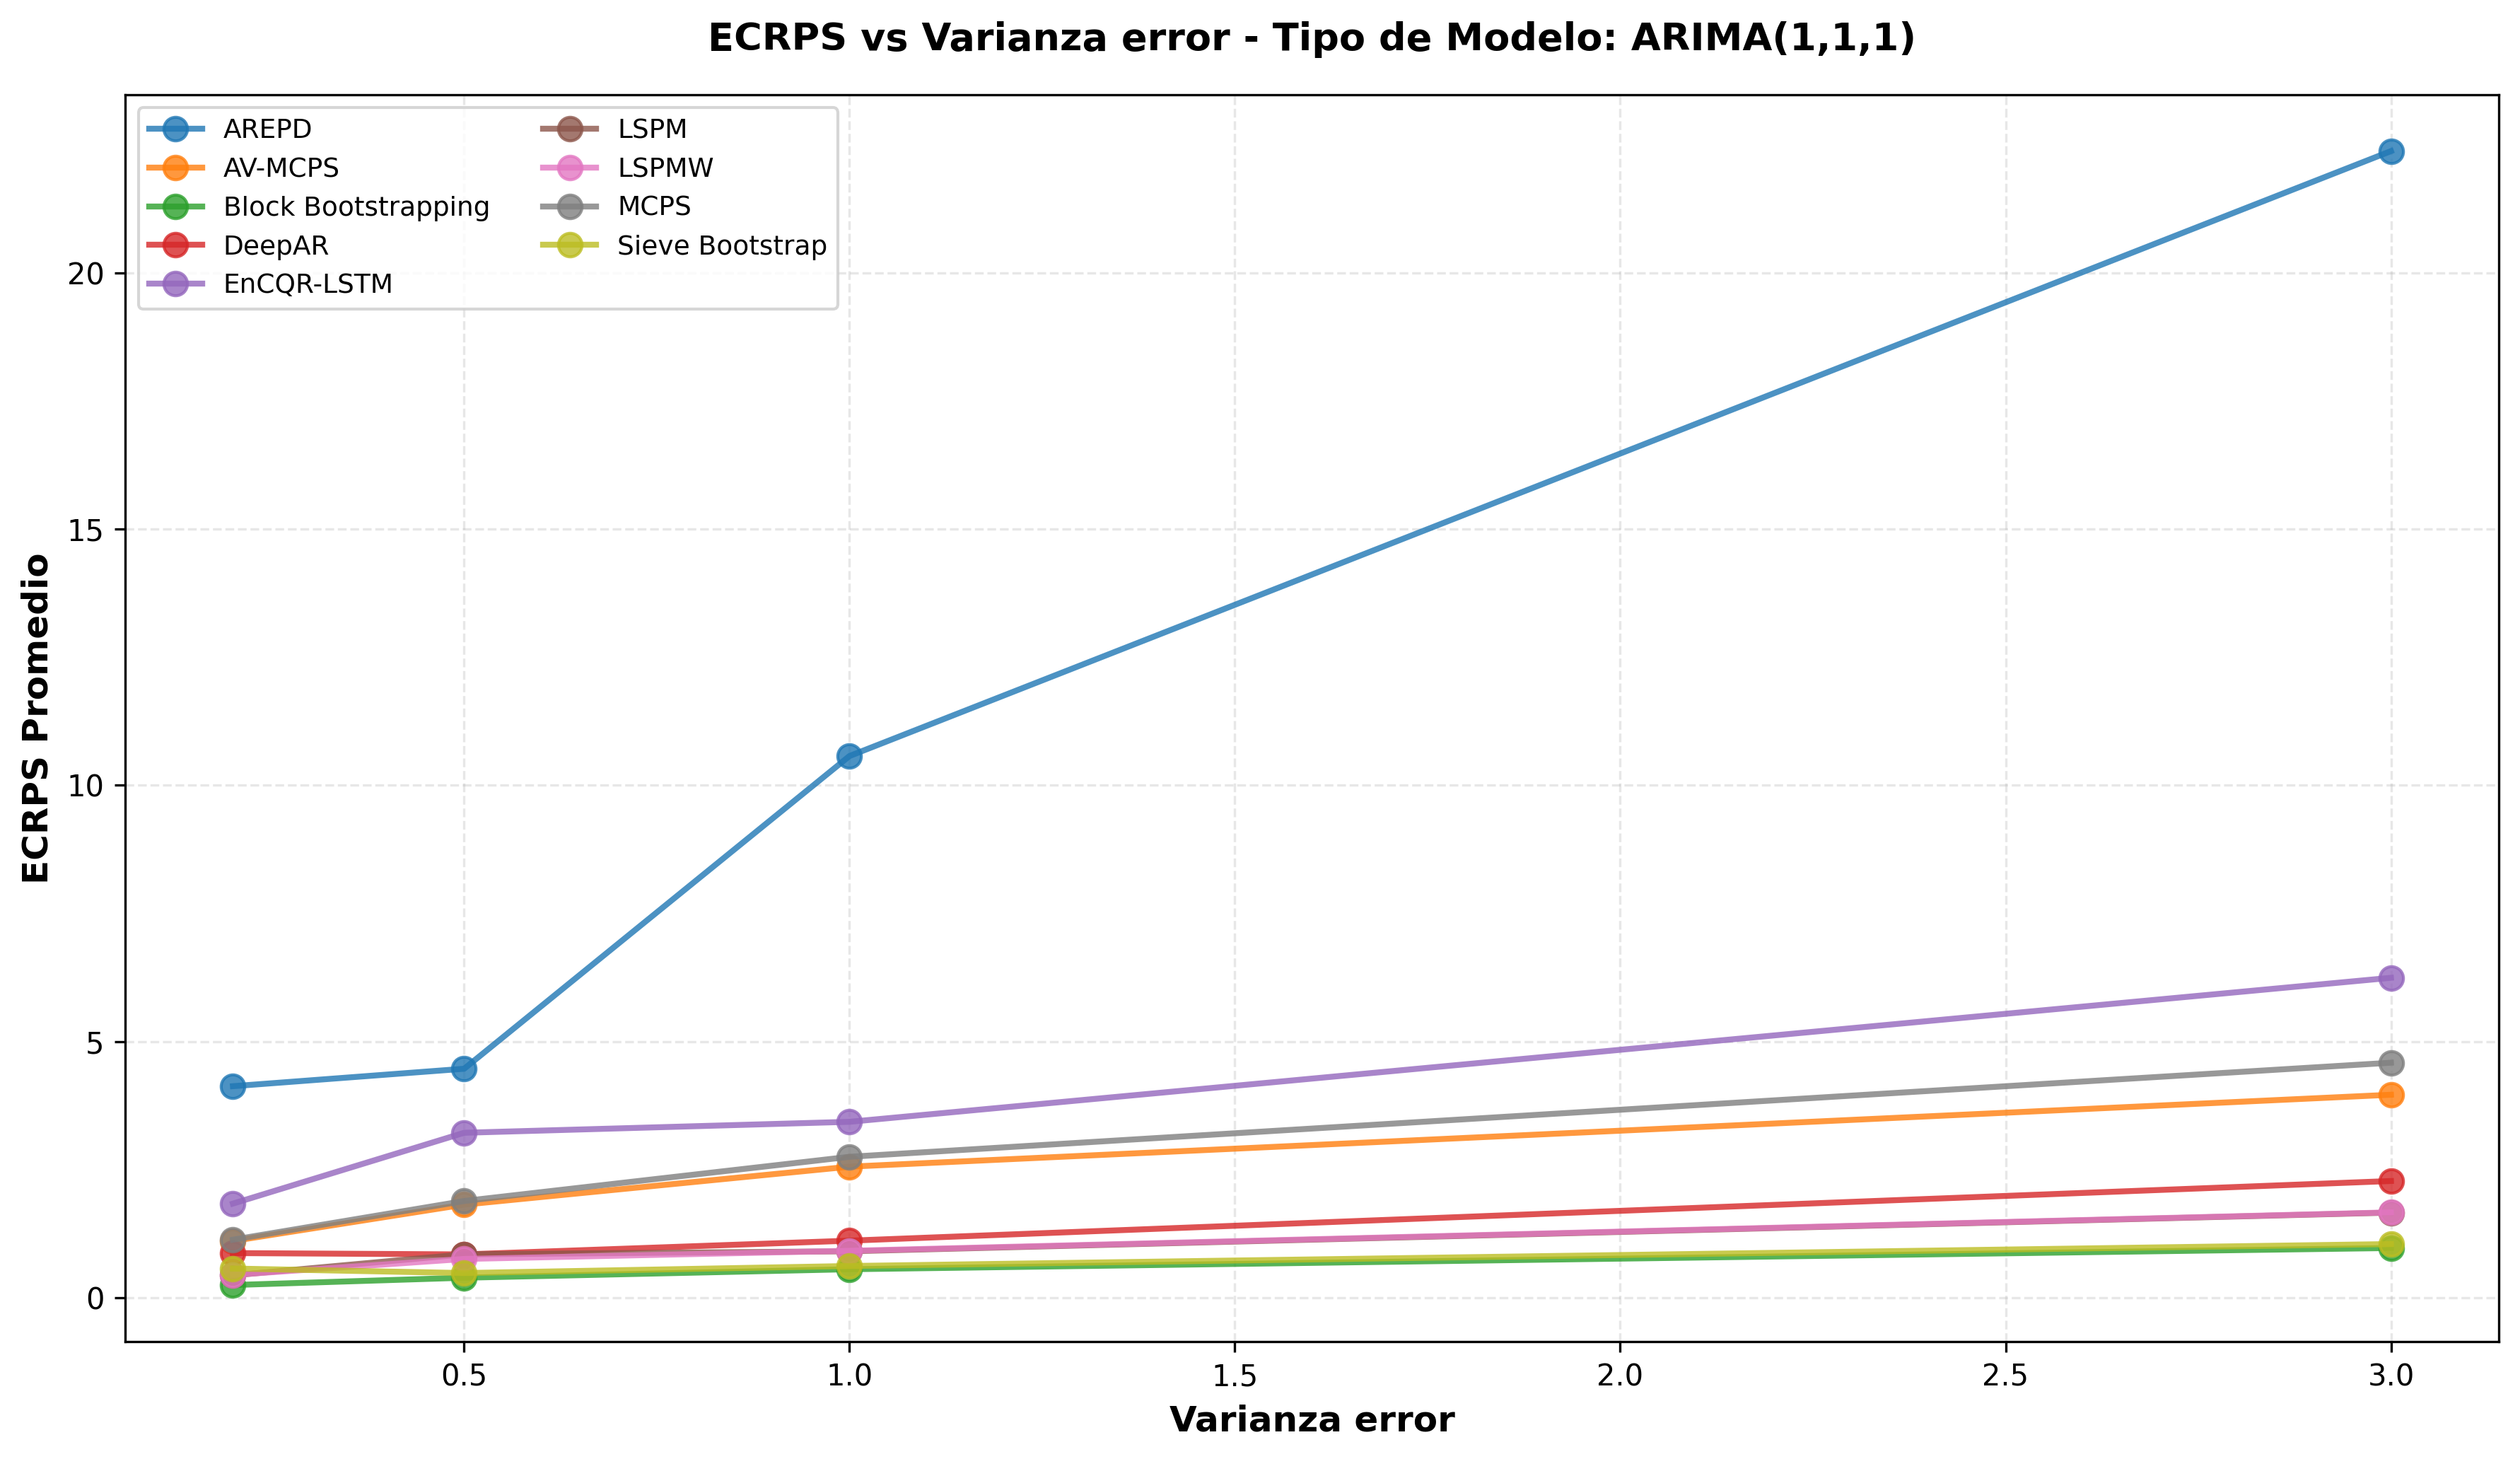 ECRPS vs Varianza error - Tipo de Modelo: ARIMA(1,1,1)
AREPD
AV-MCPS
Block Bootstrapping
DeepAR
EnCQR-LSTM
LSPM
LSPMW
MCPS
Sieve Bootstrap
ECRPS Promedio
20
15
10
5
0
0.5
1.0
1.5
2.0
2.5
3.0
Varianza error